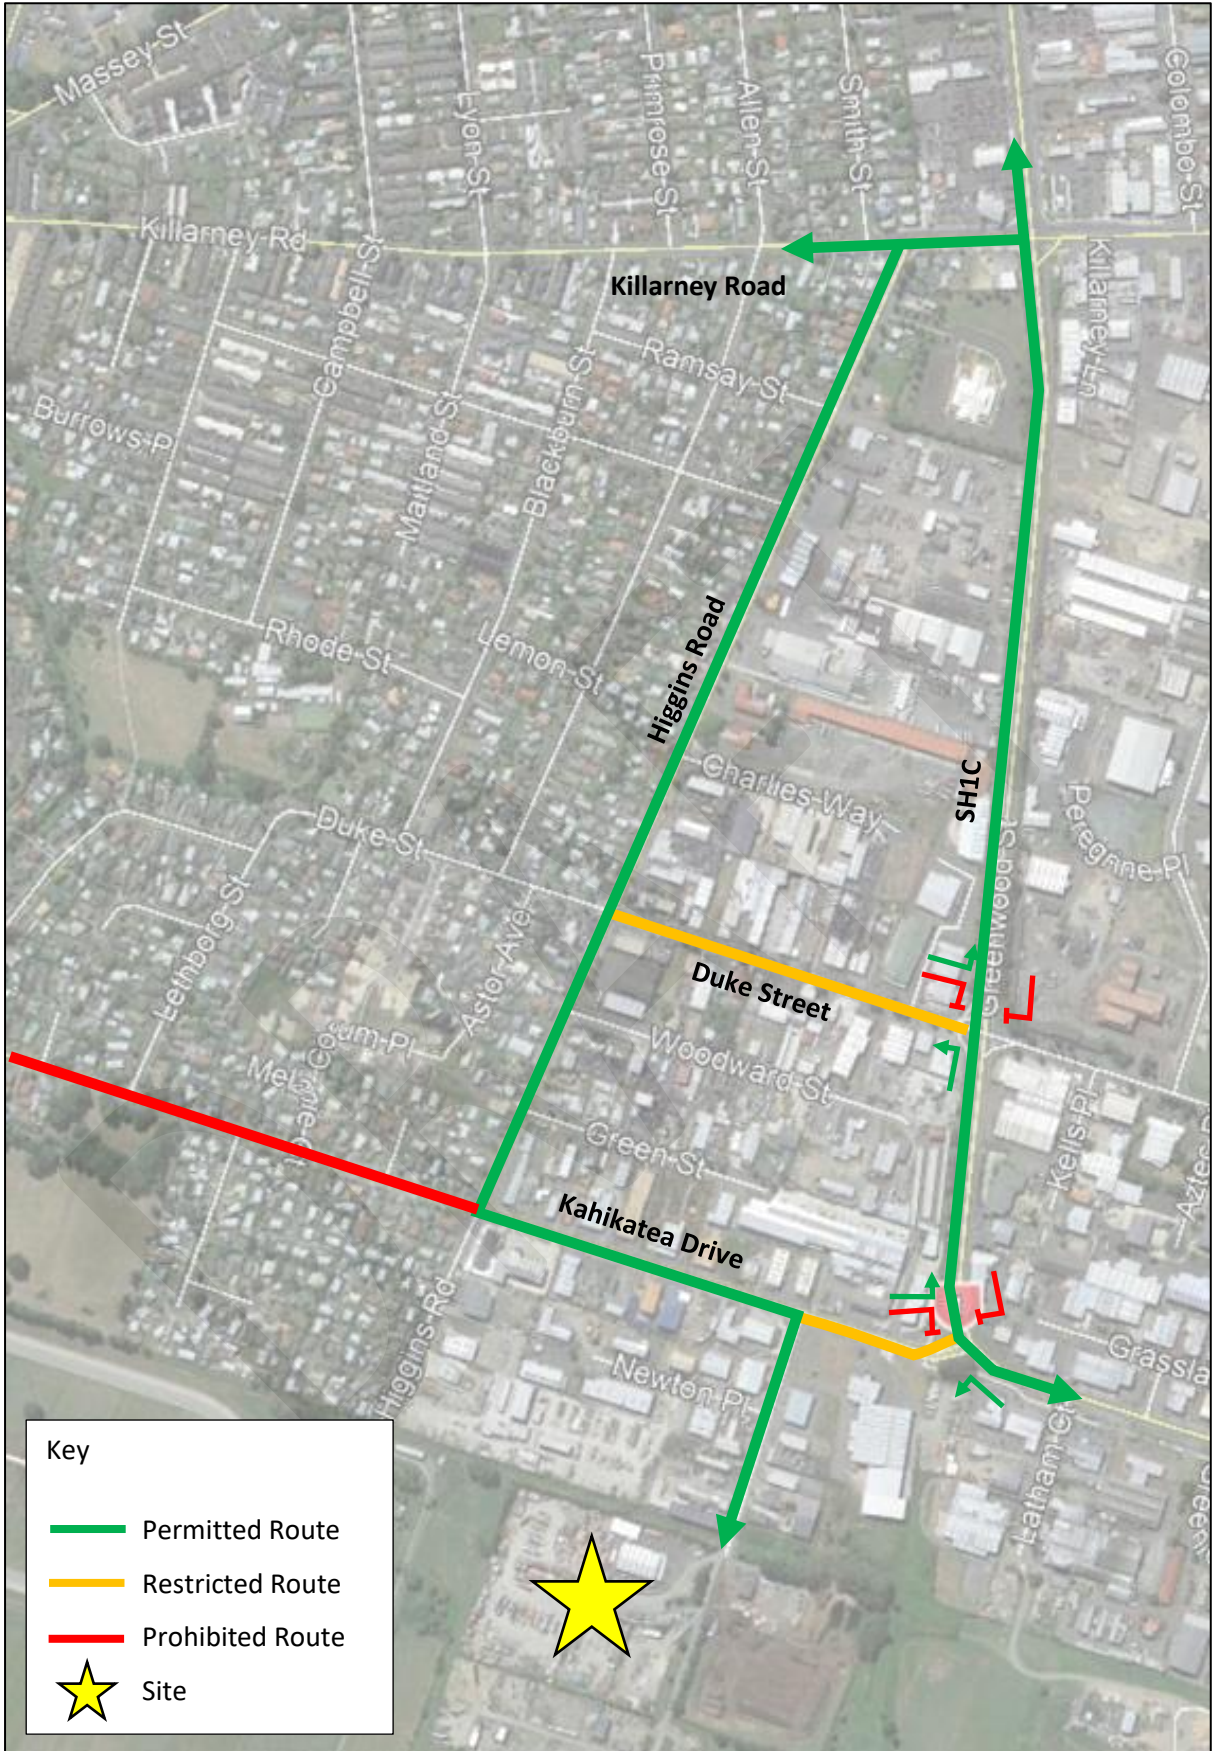 Massey-St
Lyon-St
Primrose-St
Allen-St
Smith-St
Colombo-St
Killarney-Rd
Campbell-St
Killarney Road
Killarney-Ln
Ramsay-St
Burrows-Pl
Maitland-St
Blackburn-St
Rhode-St
Lemon-St
Higgins Road
Charlies-Way
SH1C
Peregrine-Pl
Duke-St
Greenwood-St
Lethborg-St
Astor-Ave
Duke Street
Woodward-St
Kells-Pl
Green-St
Kahikatea Drive
Higgins-Rd
Newton-Pl
Grassla
Latham-Ct
Key
Permitted Route
Restricted Route
Prohibited Route
Site